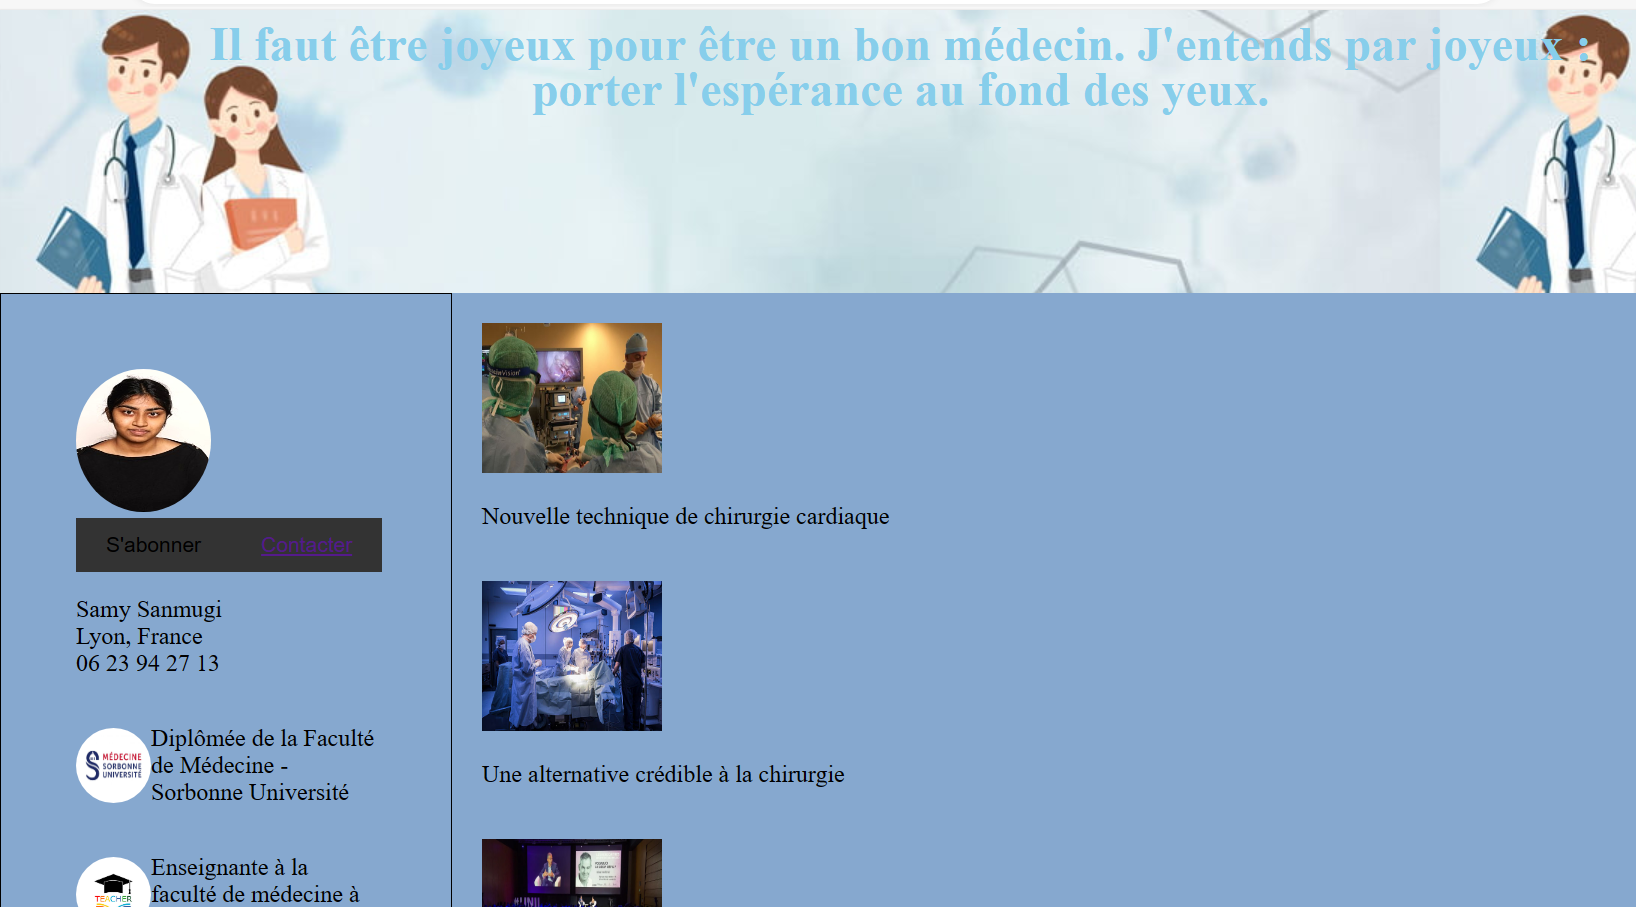 Il faut être joyeux pour être un bon médecin. J'entends par joyeux :
porter l'espérance au fond des yeux.
S'abonner
Contacter
Samy Sanmugi
Lyon, France
06 23 94 27 13
MÉDECINE
SORBONNE
UNIVERSITÉ
Diplômée de la Faculté
de Médecine -
Sorbonne Université
TEACHER
Enseignante à la
faculté de médecine à
Nouvelle technique de chirurgie cardiaque
Une alternative crédible à la chirurgie